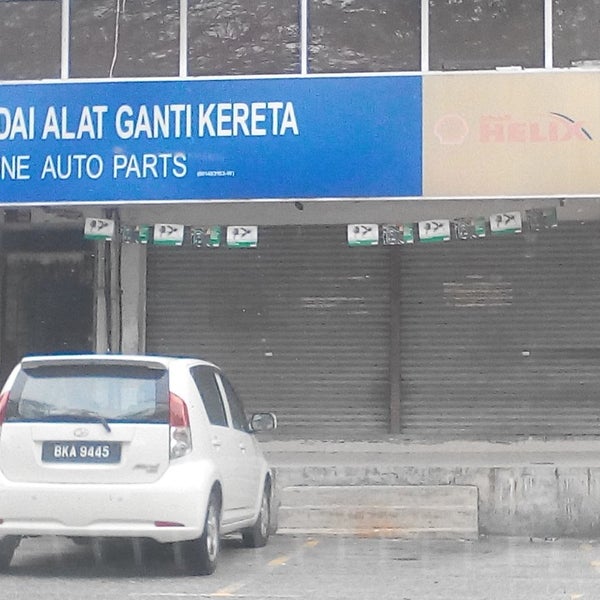 DAI ALAT GANTI KERETA
NE AUTO PARTS
HELIX
BKA 9445